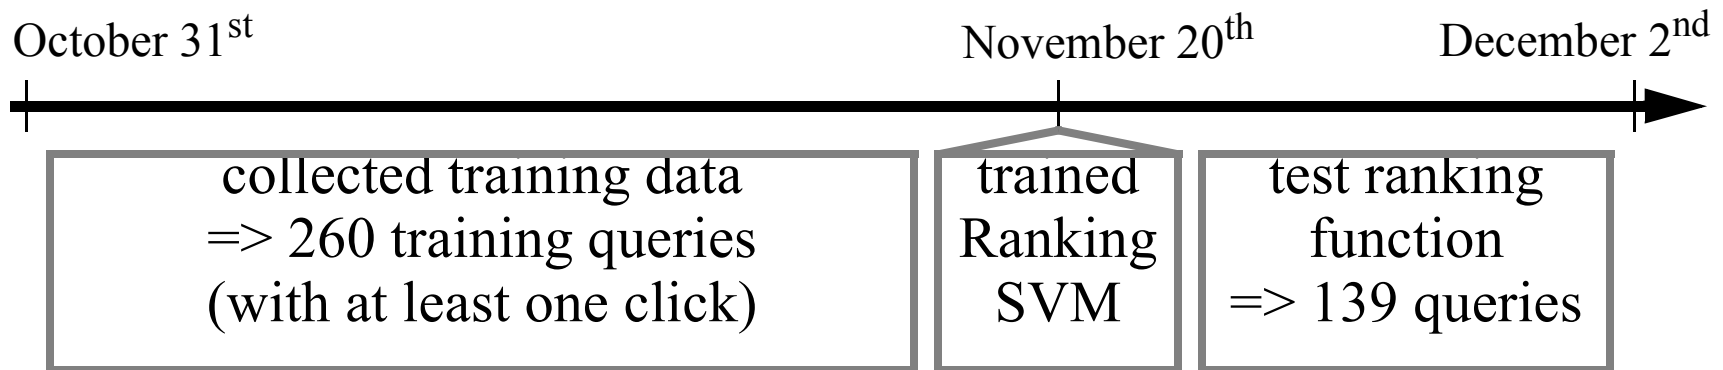 October 31st
November 20th
December 2nd
collected training data
=> 260 training queries
(with at least one click)
trained
Ranking
SVM
test ranking
function
=> 139 queries